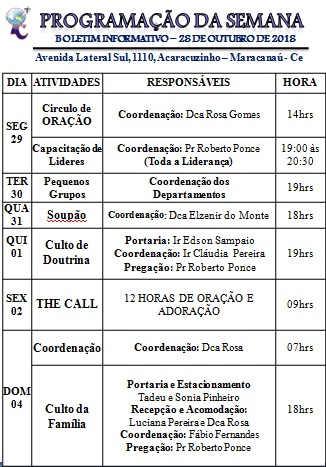 PROGRAMAÇÃO DA SEMANA
BOLETIM INFORMATIVO – 28 DE OUTUBRO DE 2018
Avenida Lateral Sul, 1110, Acaracuzinho – Maracanaú - Ce
DIA ATIVIDADES RESPONSÁVEIS HORA
SEG
29
Circulo de
ORAÇÃO
Coordenação: Dca Rosa Gomes
14hrs
Capacitação de
Lideres
Coordenação: Pr Roberto Ponce
(Toda a Liderança)
19:00 às
20:30
TER
30
Pequenos
Grupos
Coordenação dos
Departamentos
19hrs
QUA
31
Soupão
Coordenação: Dca Elzenir do Monte
18hrs
QUI
01
Culto de
Doutrina
Portaria: Ir Edson Sampaio
Coordenação: Ir Cláudia Pereira
Pregação: Pr Roberto Ponce
19hrs
SEX
02
THE CALL
12 HORAS DE ORAÇÃO E
ADORAÇÃO
09hrs
DOM
04
Coordenação
Coordenação: Dca Rosa
07hrs
Culto da
Família
Portaria e Estacionamento
Tadeu e Sonia Pinheiro
Recepção e Acomodação:
Luciana Pereira e Dca Rosa
Coordenação: Fábio Fernandes
Pregação: Pr Roberto Ponce
18hrs